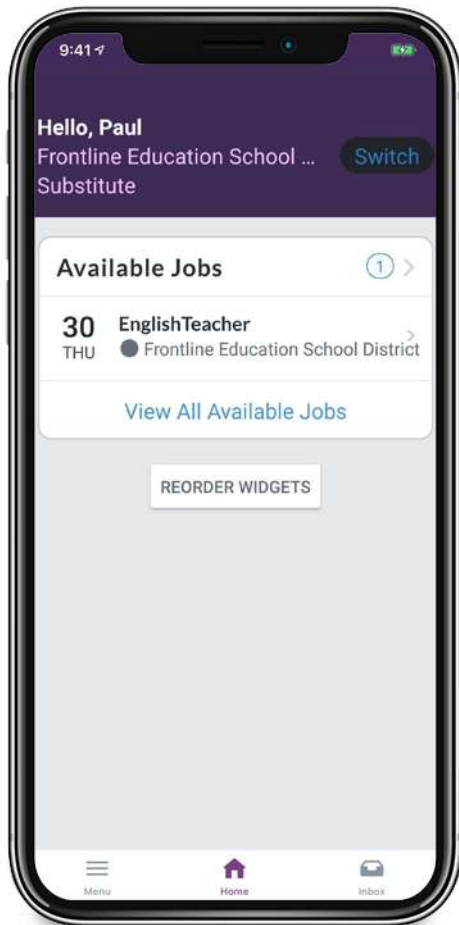 9:41
Hello, Paul
Frontline Education School ...
Switch
Substitute
Available Jobs
1
30
THU
EnglishTeacher
Frontline Education School District
View All Available Jobs
REORDER WIDGETS
Menu
Home
Inbox